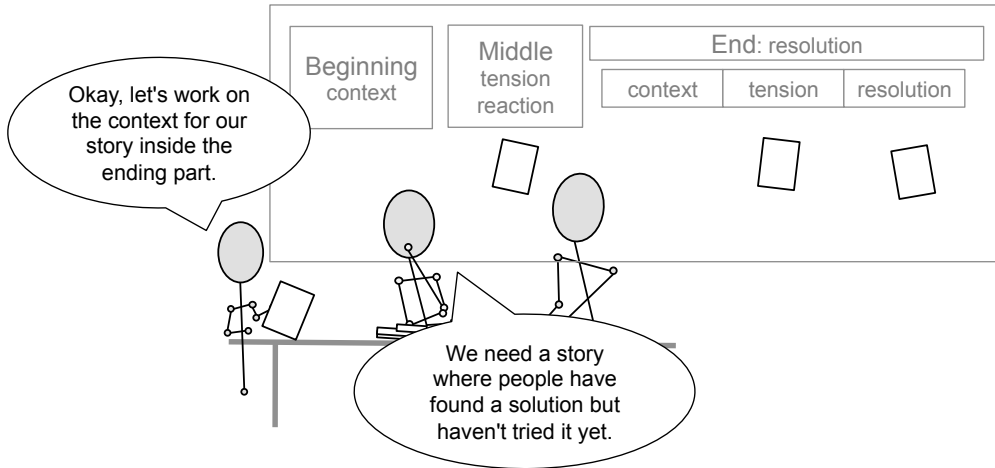 Beginning
context
Middle
tension
reaction
End: resolution
context
tension
resolution
Okay, let's work on
the context for our
story inside the
ending part.
We need a story
where people have
found a solution but
haven't tried it yet.